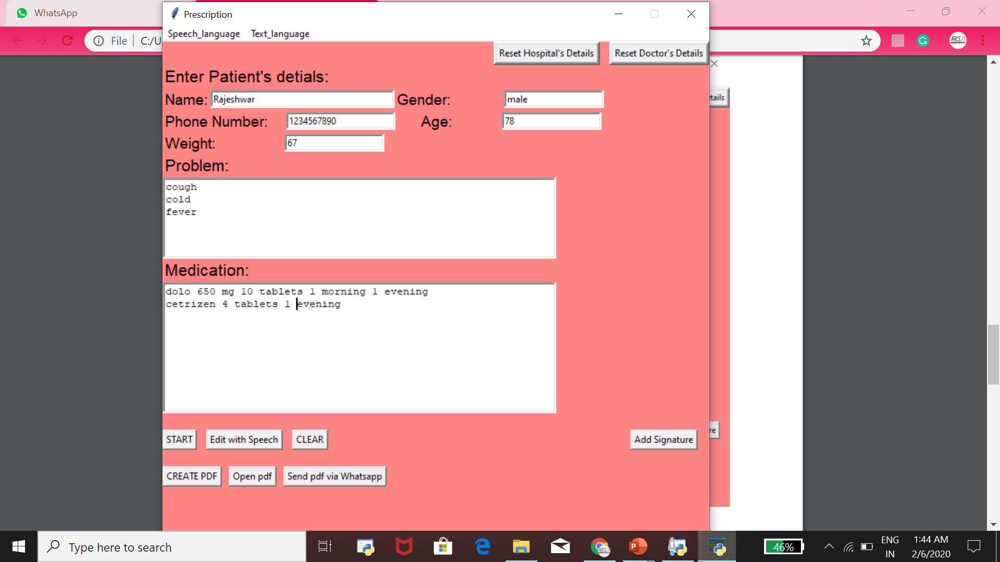 WhatsApp
Prescription
File
C:/U
Speech_language Text_language
Reset Hospital's Details Reset Doctor's Details
Enter Patient's detials:
Name: Rajeshwar Gender: male
tails
Phone Number: 1234567890 Age: 78
Weight: 67
Problem:
cough
cold
fever
Medication:
dolo 650 mg 10 tablets 1 morning 1 evening
cetrizen 4 tablets 1 evening
START Edit with Speech CLEAR Add Signature
re
CREATE PDF Open pdf Send pdf via Whatsapp
Type here to search
46%
ENG
IN
1:44 AM
2/6/2020